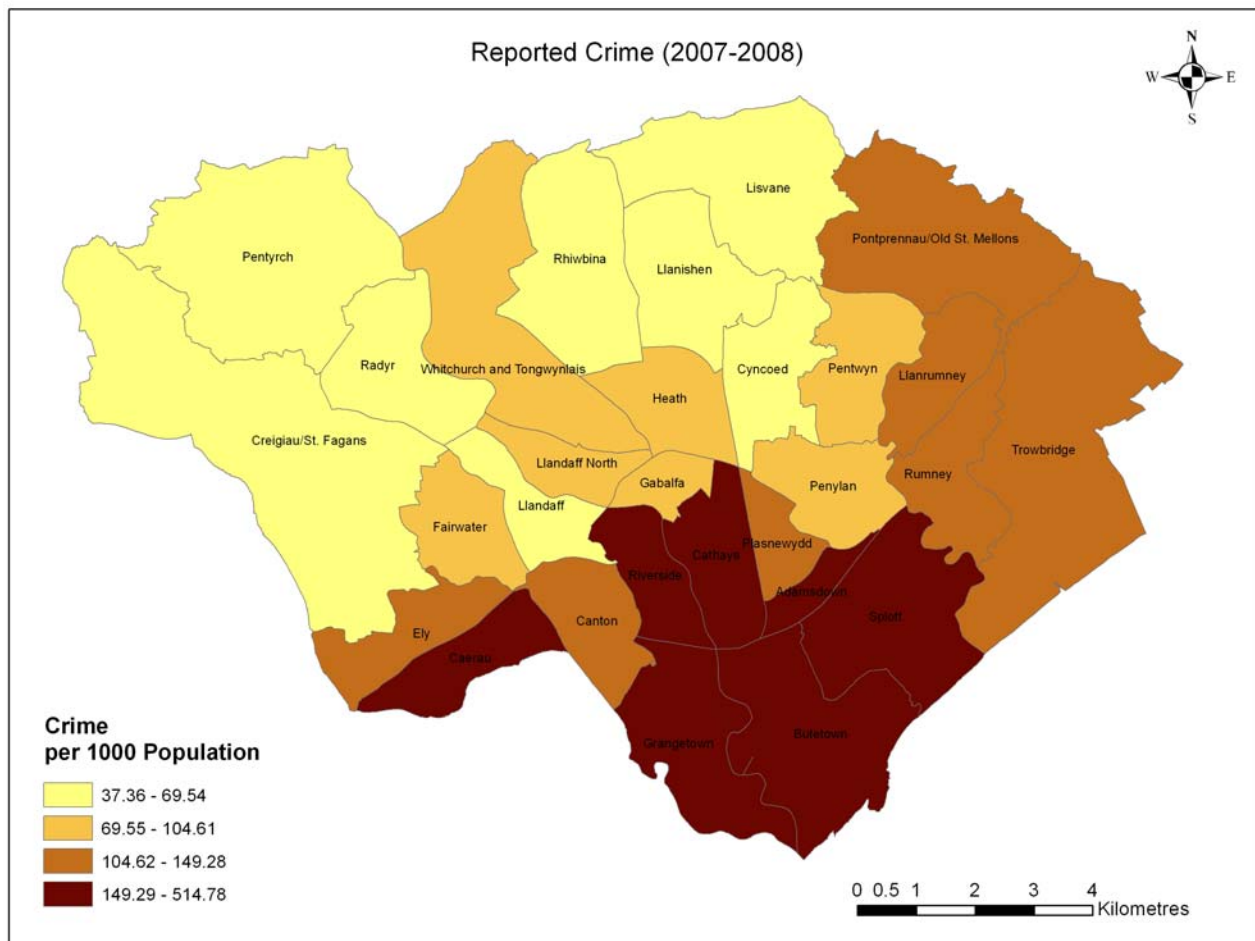 Reported Crime (2007-2008)
N
W E
S
Lisvane
Pontprennau/Old St. Mellons
Pentyrch
Rhiwbina
Llanishen
Radyr
Whitchurch and Tongwynlais
Cyncoed
Pentwyn
Llanrumney
Heath
Creigiau/St. Fagans
Trowbridge
Llandaff North
Rumney
Gabalfa
Penylan
Llandaff
Fairwater
Plasnewydd
Cathays
Riverside
Adamsdown
Splott
Ely
Canton
Caerau
Grangetown
Butetown
Crime
per 1000 Population
37.36 - 69.54
69.55 - 104.61
104.62 - 149.28
149.29 - 514.78
0 0.5 1 2 3 4
Kilometres